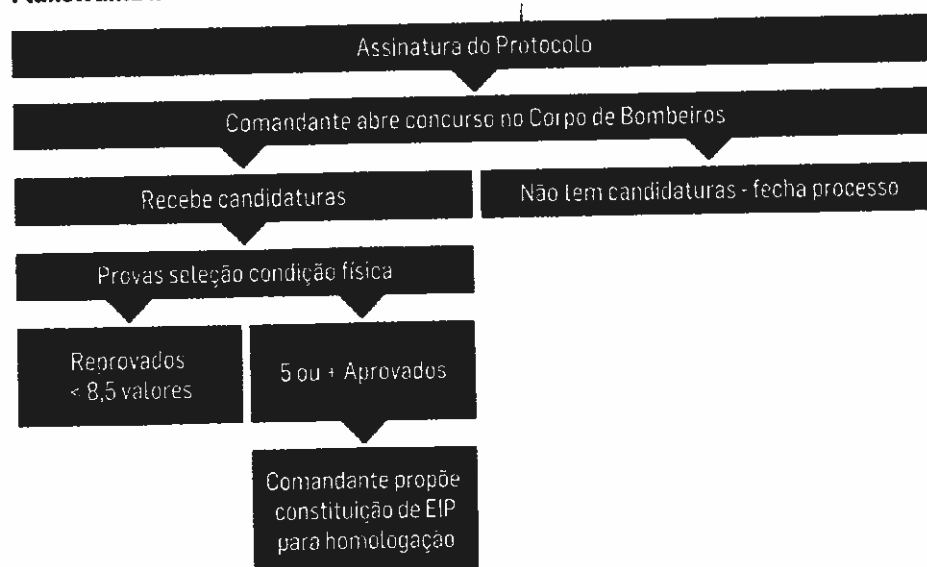 Assinatura do Protocolo
Comandante abre concurso no Corpo de Bombeiros
Recebe candidaturas
Não tem candidaturas - fecha processo
Provas seleção condição física
Reprovados
< 8,5 valores
5 ou + Aprovados
Comandante propõe
constituição de EIP
para homologação